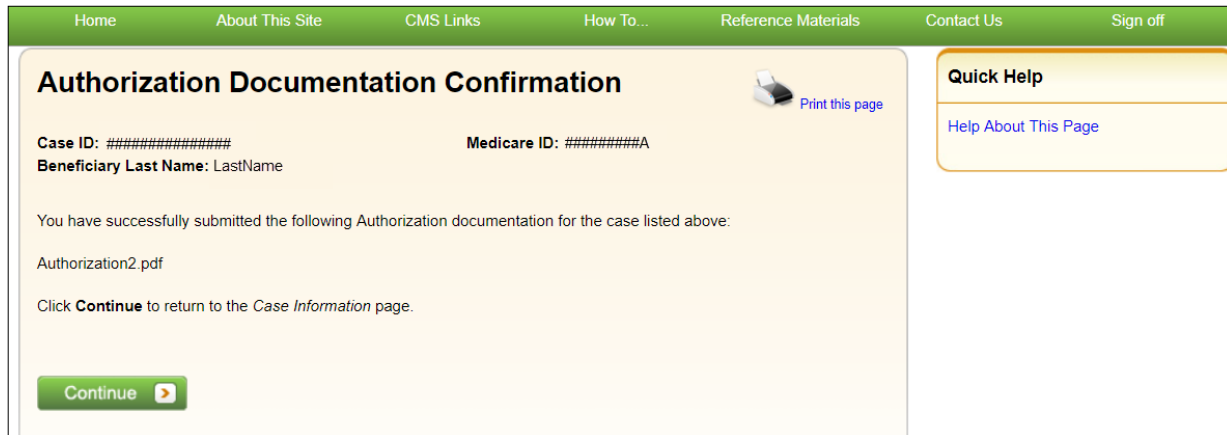 Home About This Site CMS Links How To... Reference Materials Contact Us Sign off
Authorization Documentation Confirmation
Print this page
Case ID: ############### Medicare ID: #########A
Beneficiary Last Name: LastName
You have successfully submitted the following Authorization documentation for the case listed above:
Authorization2.pdf
Click Continue to return to the Case Information page.
Continue
Quick Help
Help About This Page